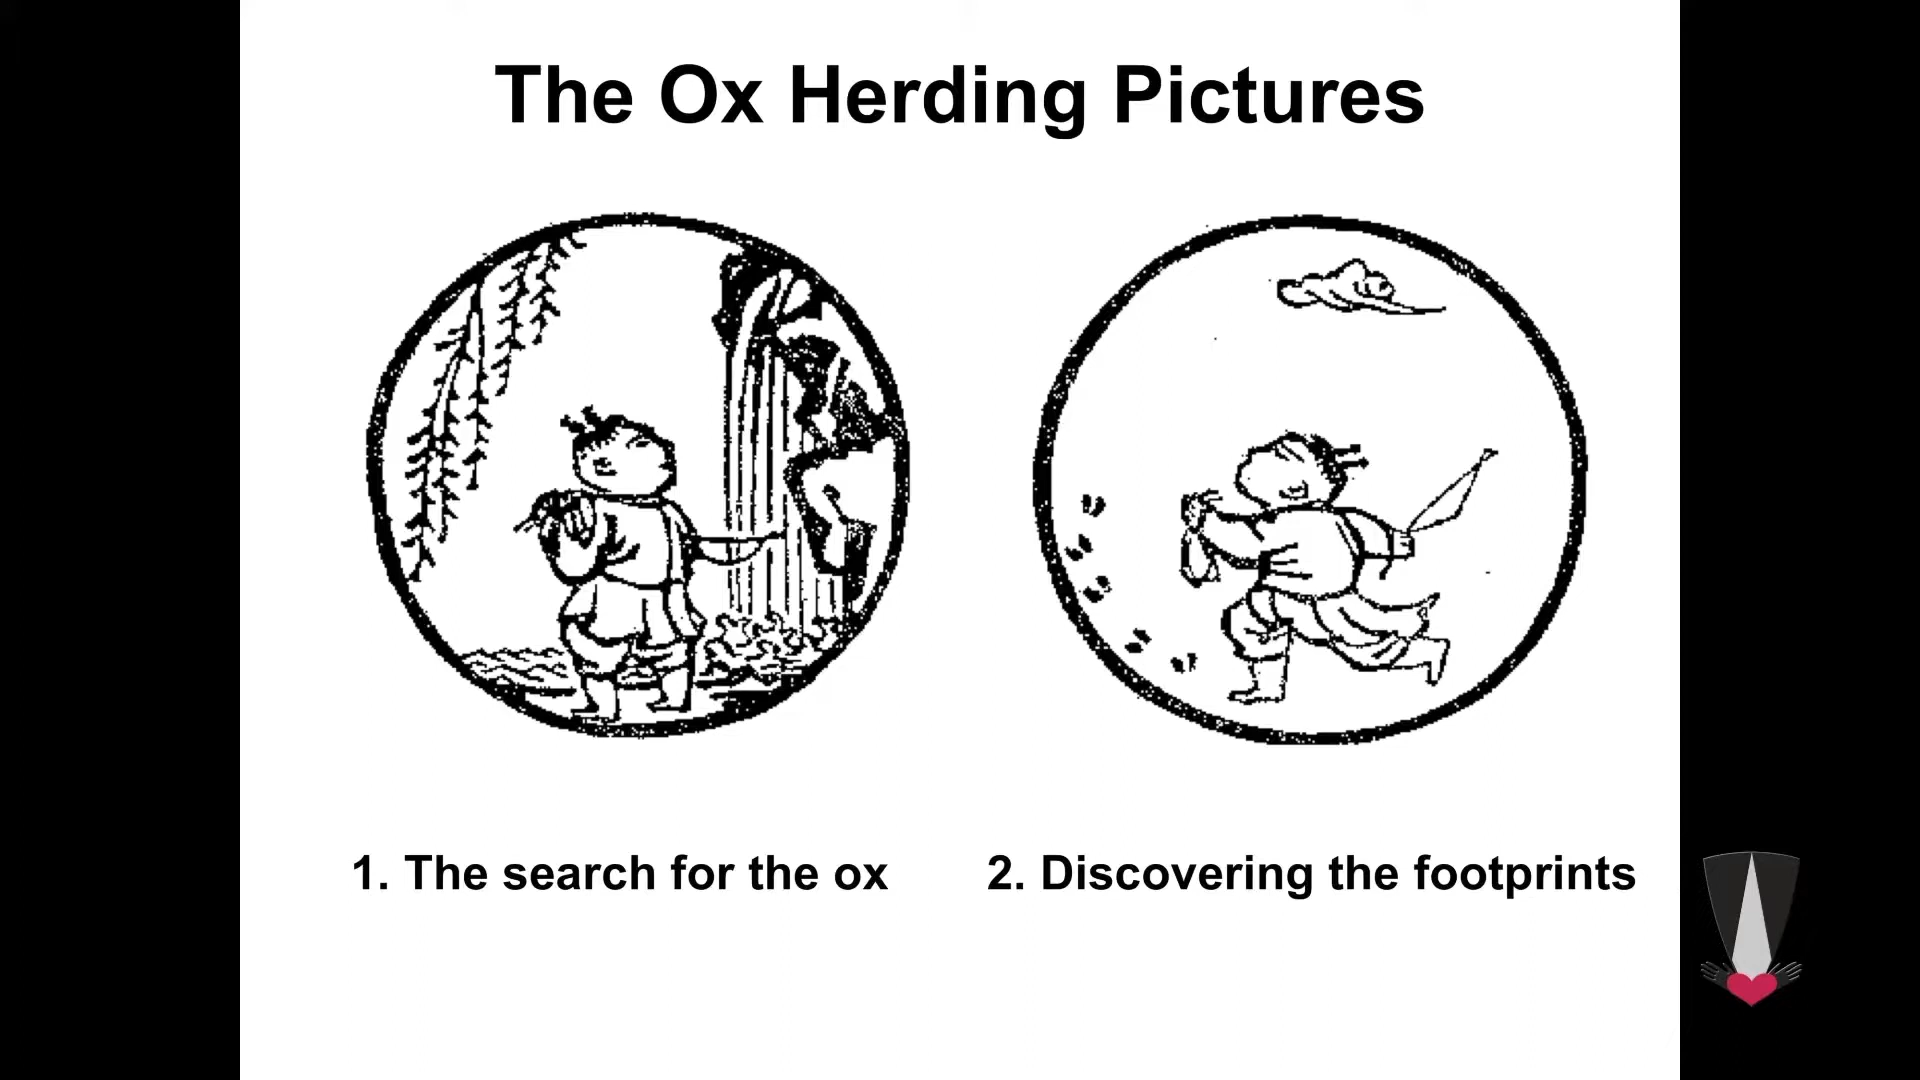 The Ox Herding Pictures
1. The search for the ox
2. Discovering the footprints